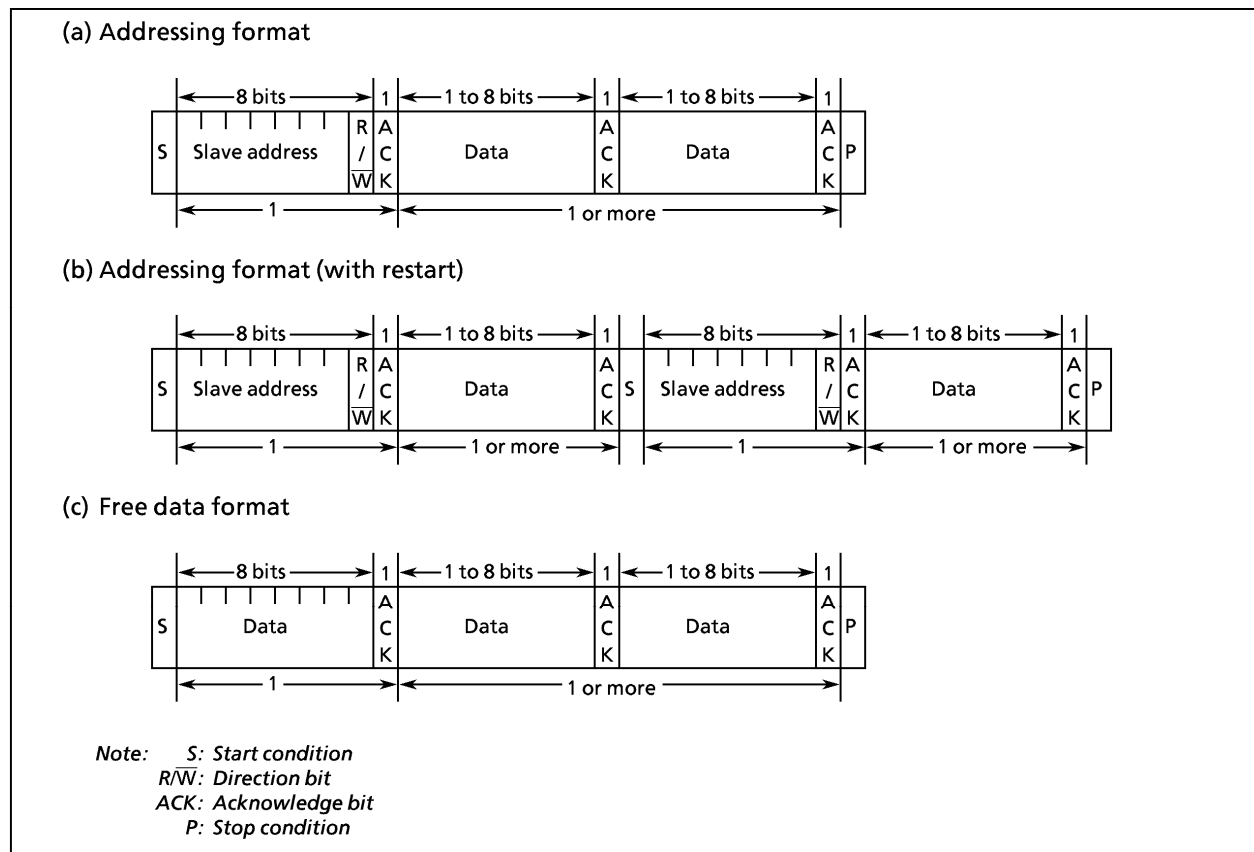 (a) Addressing format
8 bits 1 1 to 8 bits 1 1 to 8 bits 1
S Slave address R/W̅ ACK Data ACK Data ACK P
1 1 or more
(b) Addressing format (with restart)
8 bits 1 1 to 8 bits 1 8 bits 1 1 to 8 bits 1
S Slave address R/W̅ ACK Data ACK S Slave address R/W̅ ACK Data ACK P
1 1 or more 1 1 or more
(c) Free data format
8 bits 1 1 to 8 bits 1 1 to 8 bits 1
S Data ACK Data ACK Data ACK P
1 1 or more
Note: S: Start condition
R/W̅: Direction bit
ACK: Acknowledge bit
P: Stop condition